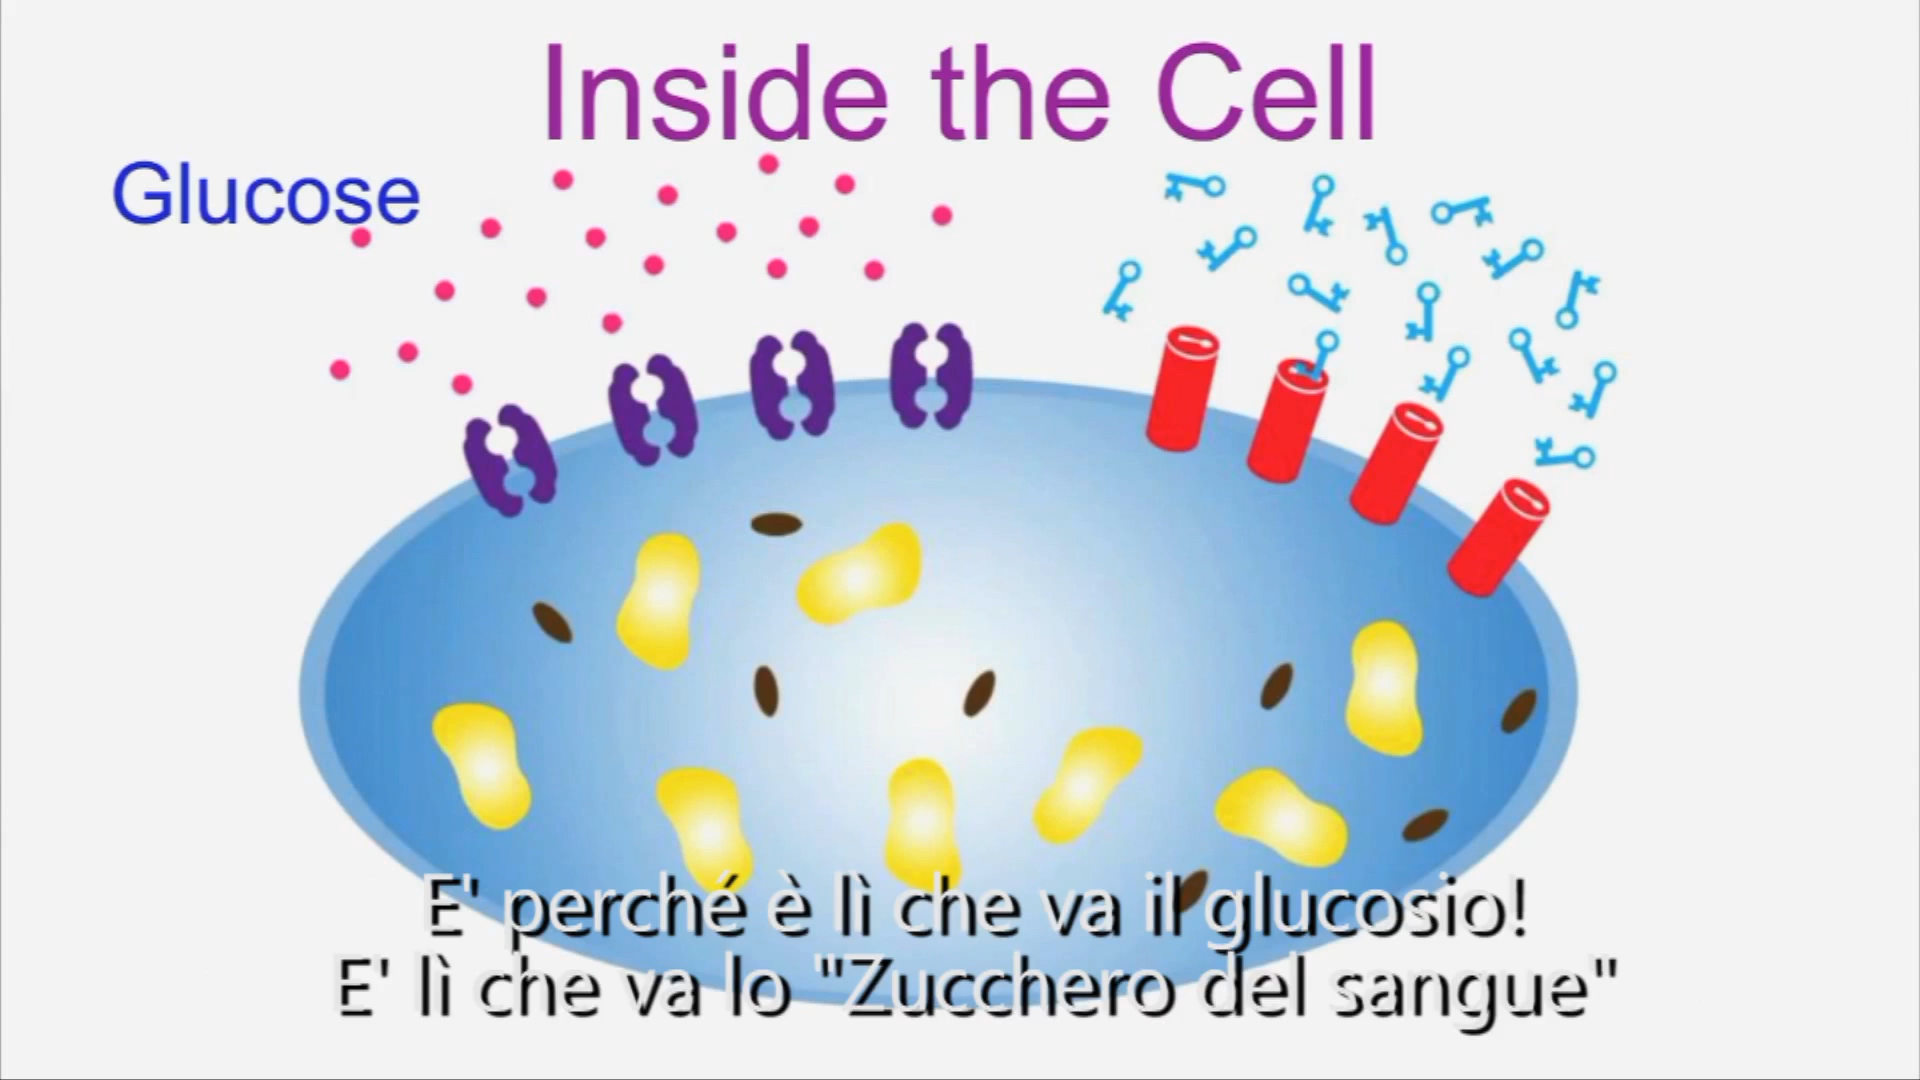 Inside the Cell
Glucose
E' perché è lì che va il glucosio!
E' lì che va lo "Zucchero del sangue"